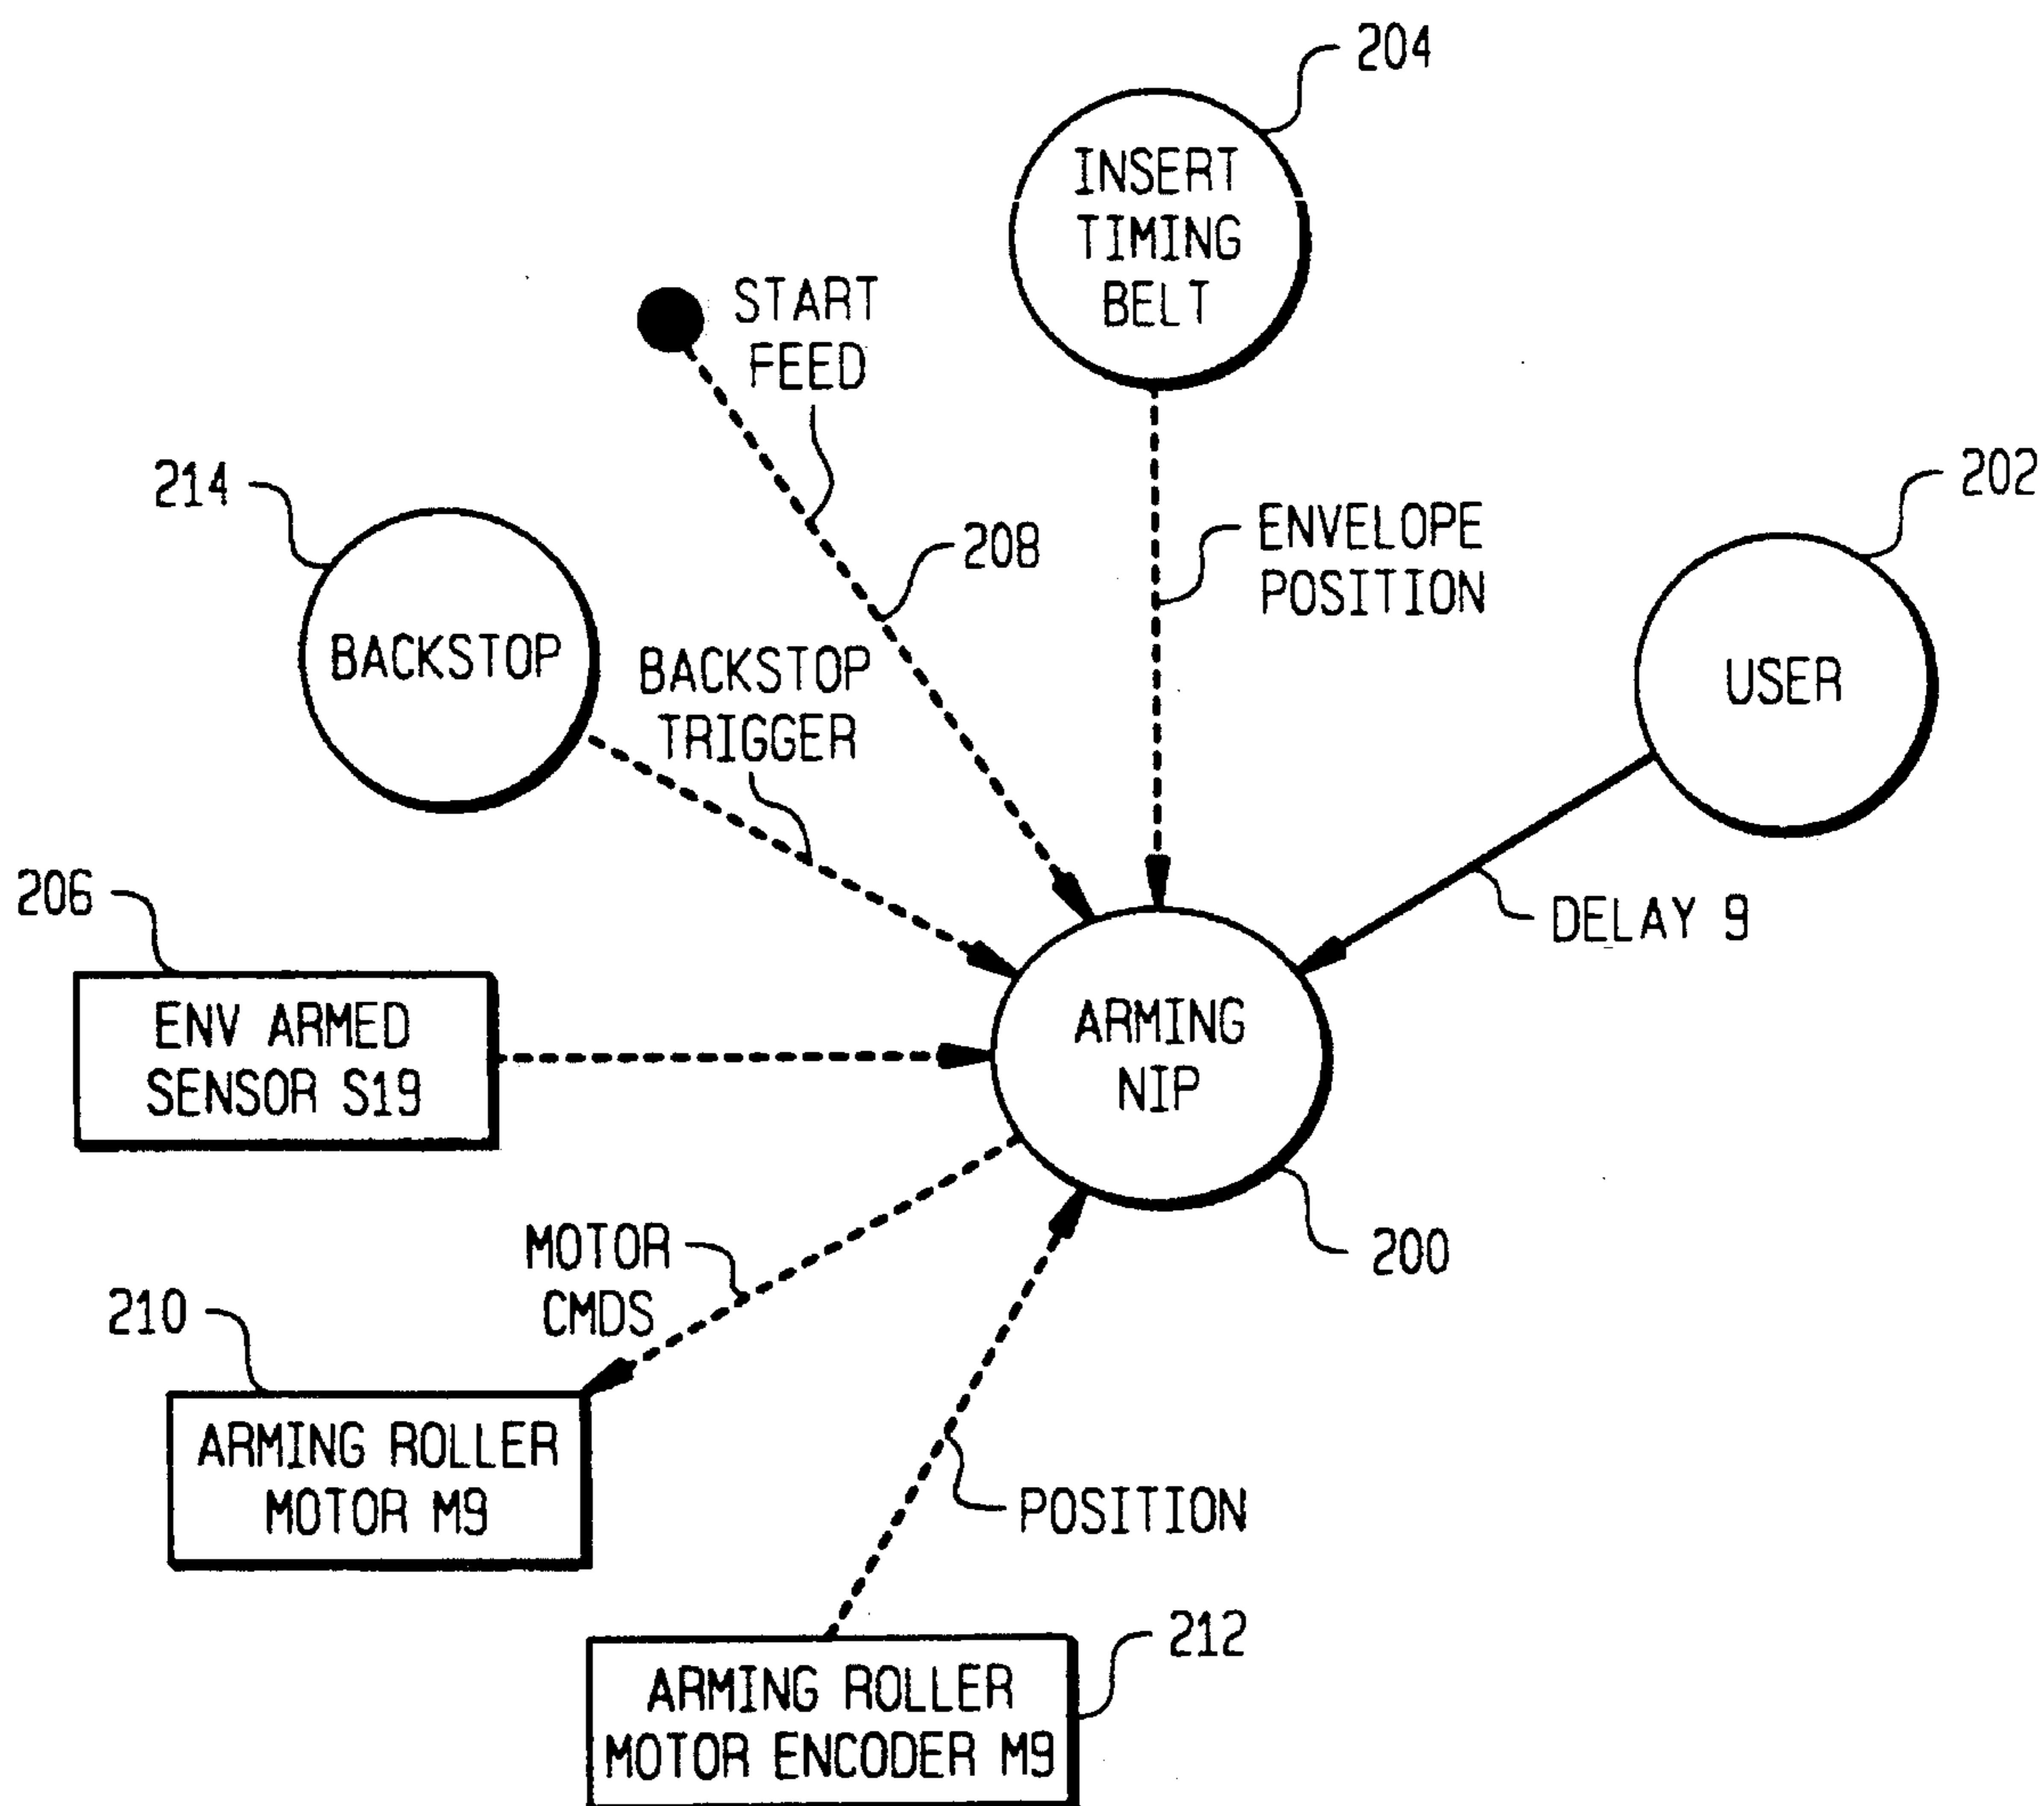 204
INSERT
TIMING
BELT
START
FEED
214
202
208
ENVELOPE
POSITION
BACKSTOP
BACKSTOP
TRIGGER
USER
206
DELAY 9
ENV ARMED
SENSOR S19
ARMING
NIP
MOTOR
CMDS
200
210
ARMING ROLLER
MOTOR M9
POSITION
212
ARMING ROLLER
MOTOR ENCODER M9